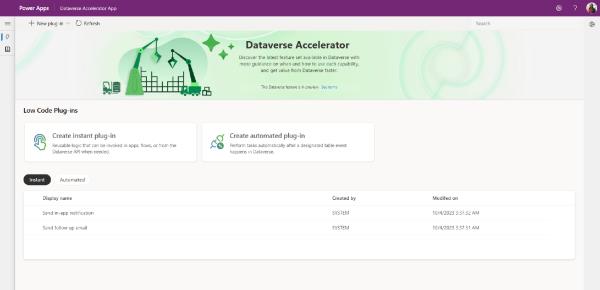 Power Apps
Dataverse Accelerator App
New plug-in
Refresh
Search
Dataverse Accelerator
Discover the latest feature set available in Dataverse with
more guidance on when and how to use each capability,
and get value from Dataverse faster.
This Dataverse feature is in preview. See terms
Low Code Plug-ins
Create instant plug-in
Reusable logic that can be invoked in apps, flows, or from the
Dataverse API when needed.
Create automated plug-in
Perform tasks automatically after a designated table event
happens in Dataverse.
Instant
Automated
Display name
Created by
Modified on
Send in-app notification
SYSTEM
10/4/2023 3:31:52 AM
Send follow up email
SYSTEM
10/4/2023 3:31:51 AM